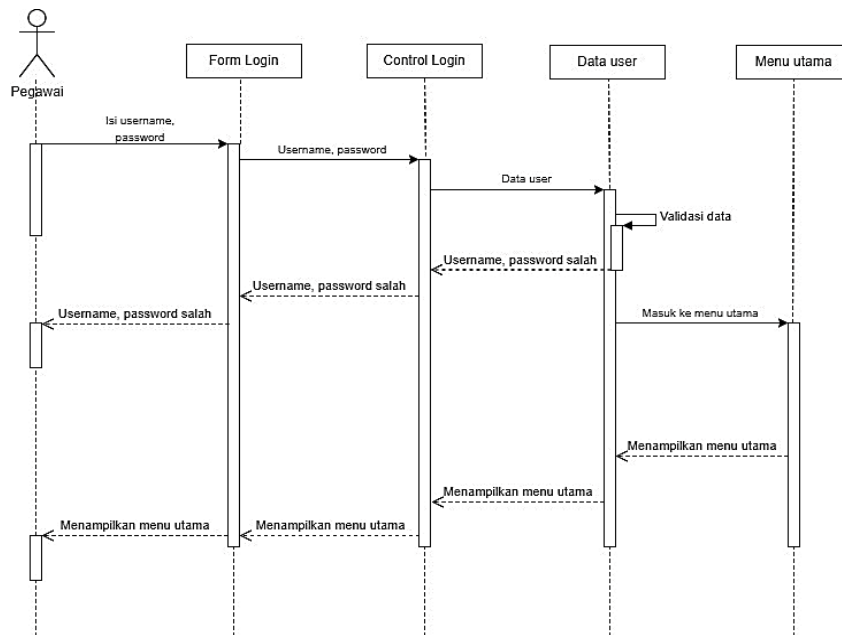 Form Login
Control Login
Data user
Menu utama
Pegawai
Isi username,
password
Username, password
Data user
Validasi data
Username, password salah
Username, password salah
Username, password salah
Masuk ke menu utama
Menampilkan menu utama
Menampilkan menu utama
Menampilkan menu utama
Menampilkan menu utama